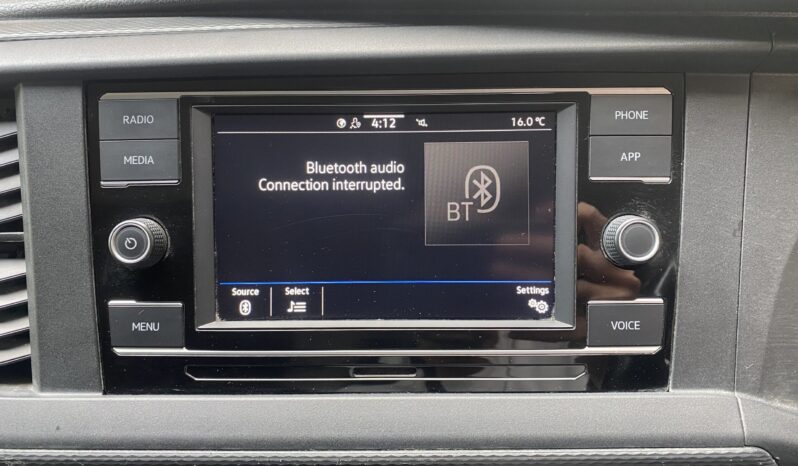 RADIO
MEDIA
4:12
16.0 °C
PHONE
APP
Bluetooth audio
Connection interrupted.
BT
Source
Select
Settings
MENU
VOICE